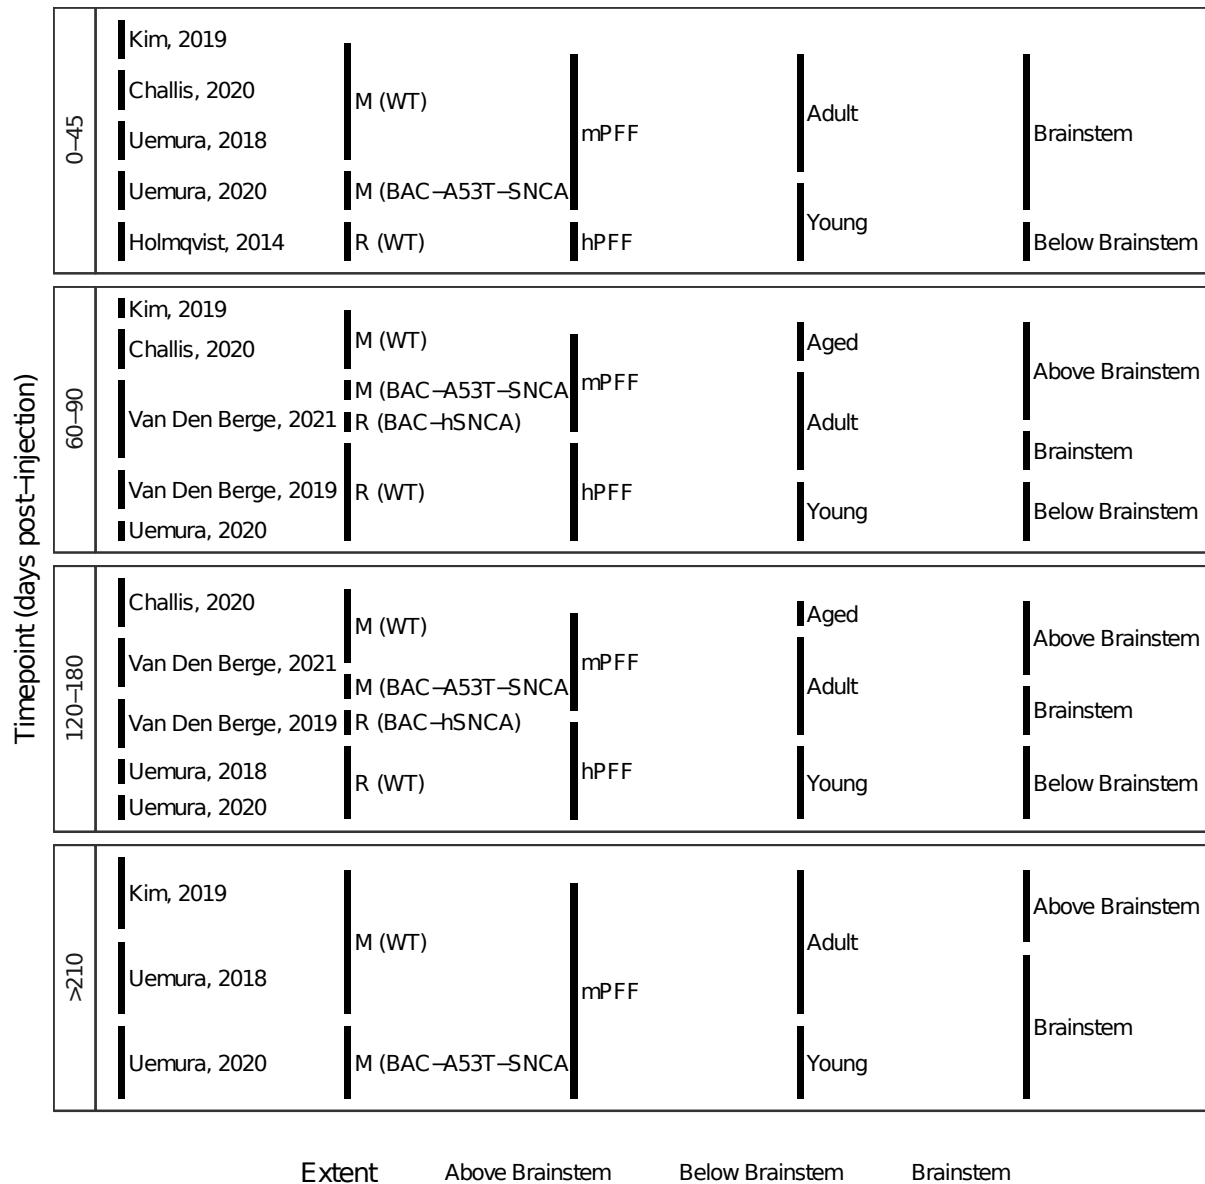 Timepoint (days post-injection)
0-45
Kim, 2019
Challis, 2020
Uemura, 2018
Uemura, 2020
Holmqvist, 2014
M (WT)
M (BAC-A53T-SNCA
R (WT)
mPFF
hPFF
Adult
Young
Brainstem
Below Brainstem
60-90
Kim, 2019
Challis, 2020
Van Den Berge, 2021
Van Den Berge, 2019
Uemura, 2020
M (WT)
M (BAC-A53T-SNCA
R (BAC-hSNCA)
R (WT)
mPFF
hPFF
Aged
Adult
Young
Above Brainstem
Brainstem
Below Brainstem
120-180
Challis, 2020
Van Den Berge, 2021
Van Den Berge, 2019
Uemura, 2018
Uemura, 2020
M (WT)
M (BAC-A53T-SNCA
R (BAC-hSNCA)
R (WT)
mPFF
hPFF
Aged
Adult
Young
Above Brainstem
Brainstem
Below Brainstem
>210
Kim, 2019
Uemura, 2018
Uemura, 2020
M (WT)
M (BAC-A53T-SNCA
mPFF
Adult
Young
Above Brainstem
Brainstem
Extent Above Brainstem Below Brainstem Brainstem